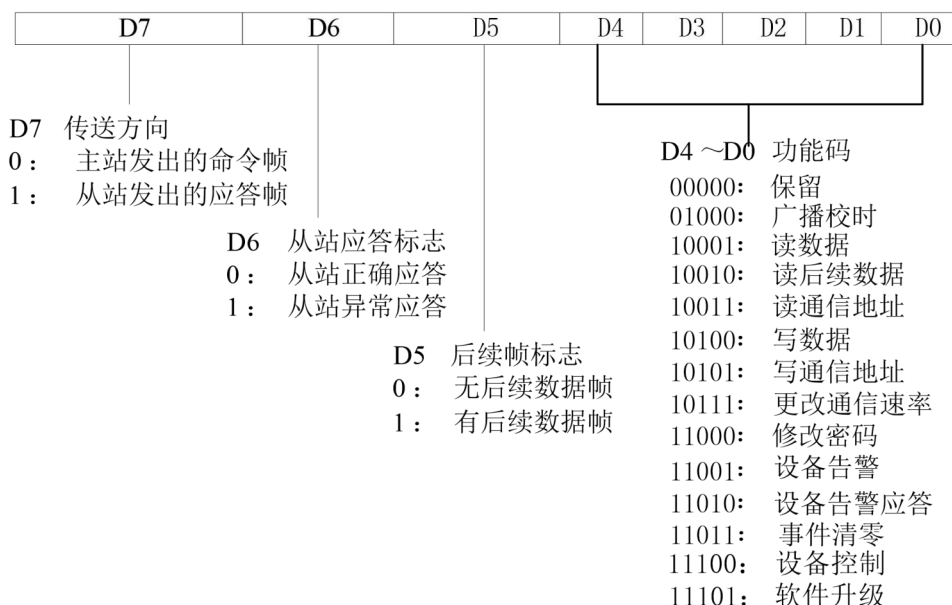 D7 D6 D5 D4 D3 D2 D1 D0
D7 传送方向
0： 主站发出的命令帧
1： 从站发出的应答帧
D6 从站应答标志
0： 从站正确应答
1： 从站异常应答
D5 后续帧标志
0： 无后续数据帧
1： 有后续数据帧
D4～D0 功能码
00000： 保留
01000： 广播校时
10001： 读数据
10010： 读后续数据
10011： 读通信地址
10100： 写数据
10101： 写通信地址
10111： 更改通信速率
11000： 修改密码
11001： 设备告警
11010： 设备告警应答
11011： 事件清零
11100： 设备控制
11101： 软件升级